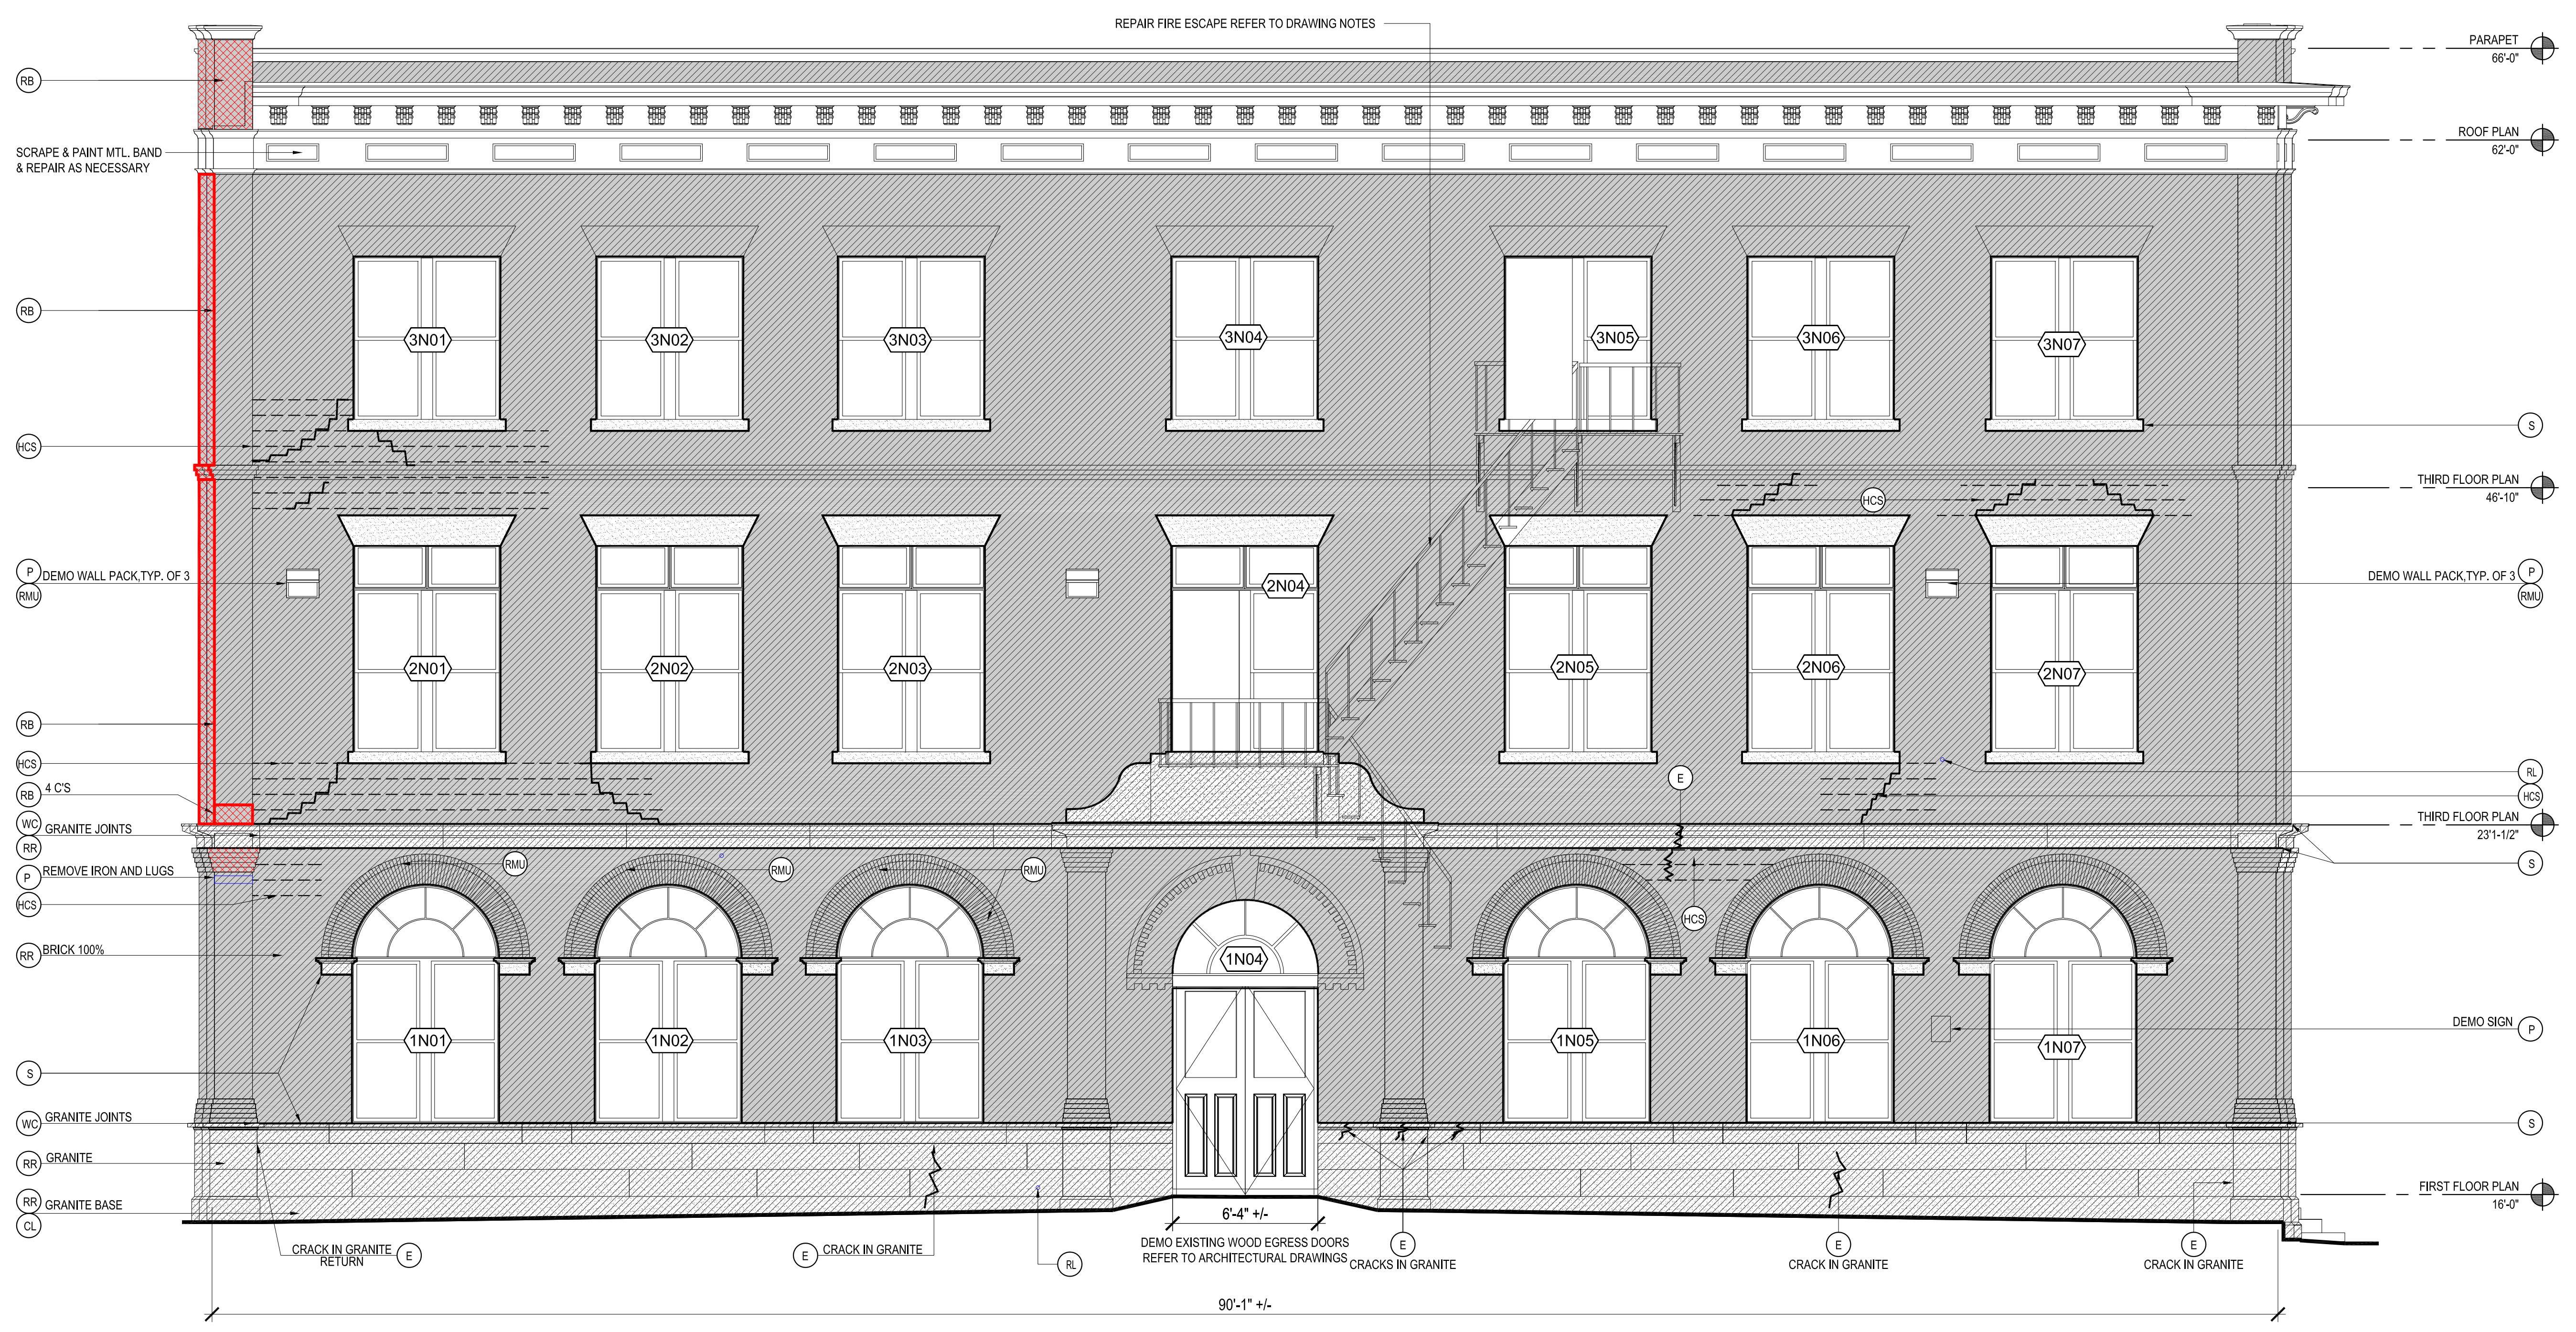 REPAIR FIRE ESCAPE REFER TO DRAWING NOTES
PARAPET
66'-0"
RB
ROOF PLAN
62'-0"
SCRAPE & PAINT MTL. BAND
& REPAIR AS NECESSARY
RB
3N01
3N02
3N03
3N04
3N05
3N06
3N07
HCS
S
THIRD FLOOR PLAN
46'-10"
HCS
P
RMU
DEMO WALL PACK,TYP. OF 3
2N04
DEMO WALL PACK,TYP. OF 3
P
RMU
2N01
2N02
2N03
2N05
2N06
2N07
RB
HCS
RB
4 C'S
E
RL
HCS
WC
GRANITE JOINTS
RR
THIRD FLOOR PLAN
23'1-1/2"
S
P
REMOVE IRON AND LUGS
RMU
RMU
RMU
HCS
HCS
RR
BRICK 100%
1N04
1N01
1N02
1N03
1N05
1N06
1N07
DEMO SIGN
P
S
WC
GRANITE JOINTS
S
RR
GRANITE
RR
GRANITE BASE
CL
FIRST FLOOR PLAN
16'-0"
6'-4" +/-
CRACK IN GRANITE
RETURN
E
E
CRACK IN GRANITE
RL
DEMO EXISTING WOOD EGRESS DOORS
REFER TO ARCHITECTURAL DRAWINGS
E
CRACKS IN GRANITE
E
CRACK IN GRANITE
E
CRACK IN GRANITE
90'-1" +/-